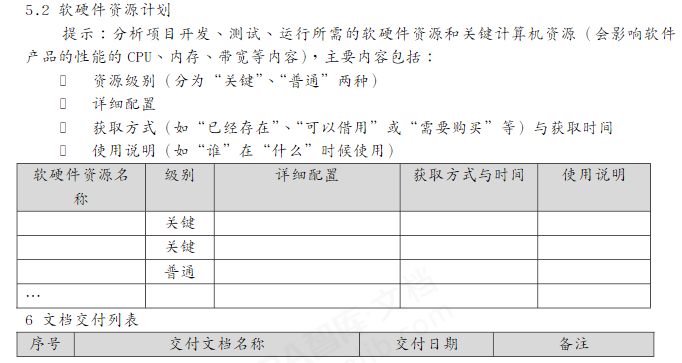 5.2 软硬件资源计划
提示：分析项目开发、测试、运行所需的软硬件资源和关键计算机资源（会影响软件
产品的性能的 CPU、内存、带宽等内容），主要内容包括：
资源级别（分为“关键”、“普通”两种）
详细配置
获取方式（如“已经存在”、“可以借用”或“需要购买”等）与获取时间
使用说明（如“谁”在“什么”时候使用）
软硬件资源名称 级别 详细配置 获取方式与时间 使用说明
关键
关键
普通
…
6 文档交付列表
序号 交付文档名称 交付日期 备注